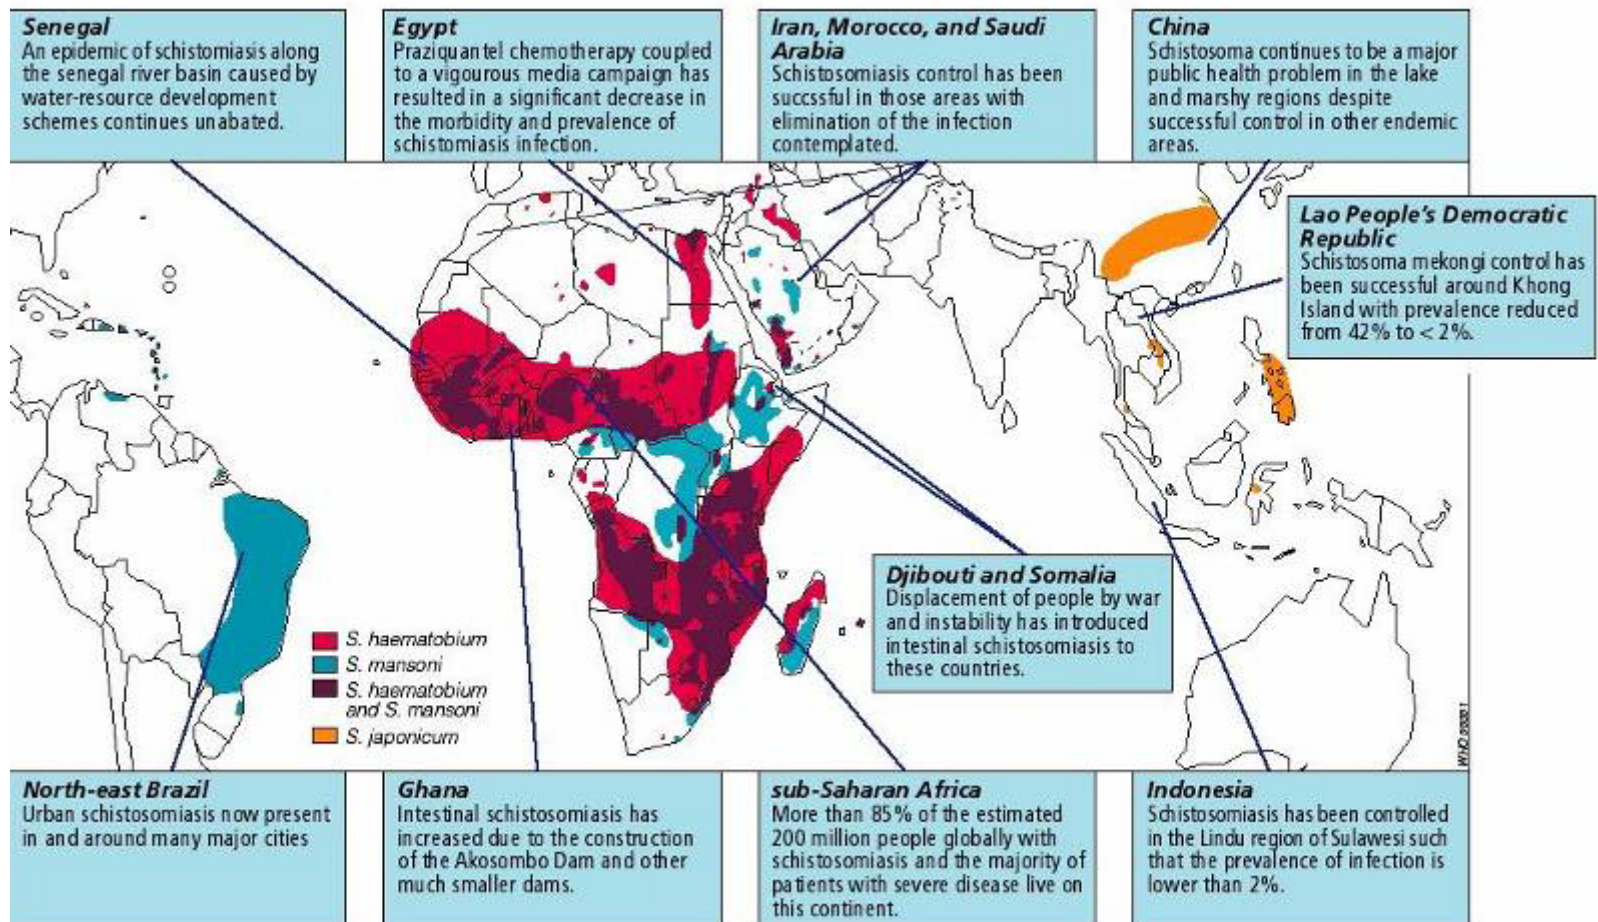 Senegal
An epidemic of schistomiasis along
the senegal river basin caused by
water-resource development
schemes continues unabated.
Egypt
Praziquantel chemotherapy coupled
to a vigourous media campaign has
resulted in a significant decrease in
the morbidity and prevalence of
schistomiasis infection.
Iran, Morocco, and Saudi
Arabia
Schistosomiasis control has been
succssful in those areas with
elimination of the infection
contemplated.
China
Schistosoma continues to be a major
public health problem in the lake
and marshy regions despite
successful control in other endemic
areas.
Lao People's Democratic
Republic
Schistosoma mekongi control has
been successful around Khong
Island with prevalence reduced
from 42% to < 2%.
Djibouti and Somalia
Displacement of people by war
and instability has introduced
intestinal schistosomiasis to
these countries.
S. haematobium
S. mansoni
S. haematobium
and S. mansoni
S. japonicum
North-east Brazil
Urban schistosomiasis now present
in and around many major cities
Ghana
Intestinal schistosomiasis has
increased due to the construction
of the Akosombo Dam and other
much smaller dams.
sub-Saharan Africa
More than 85% of the estimated
200 million people globally with
schistosomiasis and the majority of
patients with severe disease live on
this continent.
Indonesia
Schistosomiasis has been controlled
in the Lindu region of Sulawesi such
that the prevalence of infection is
lower than 2%.
WHO